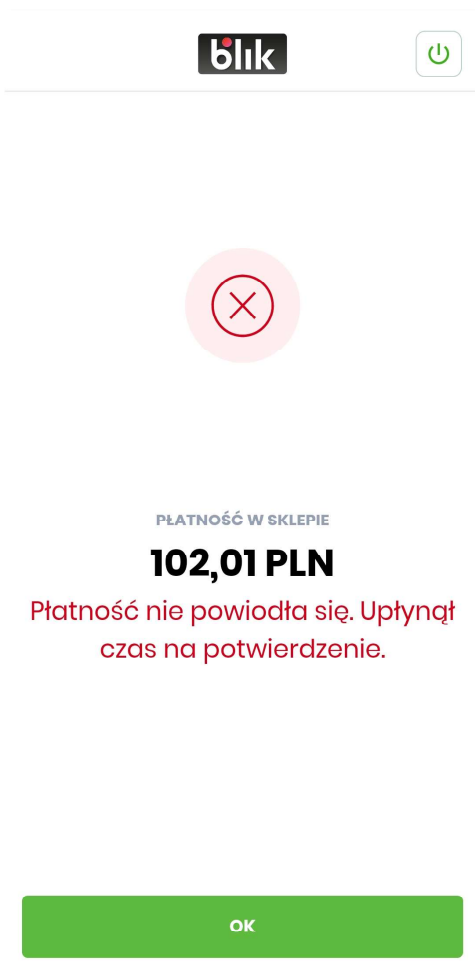 blik
PŁATNOŚĆ W SKLEPIE
102,01 PLN
Płatność nie powiodła się. Upłynął
czas na potwierdzenie.
OK